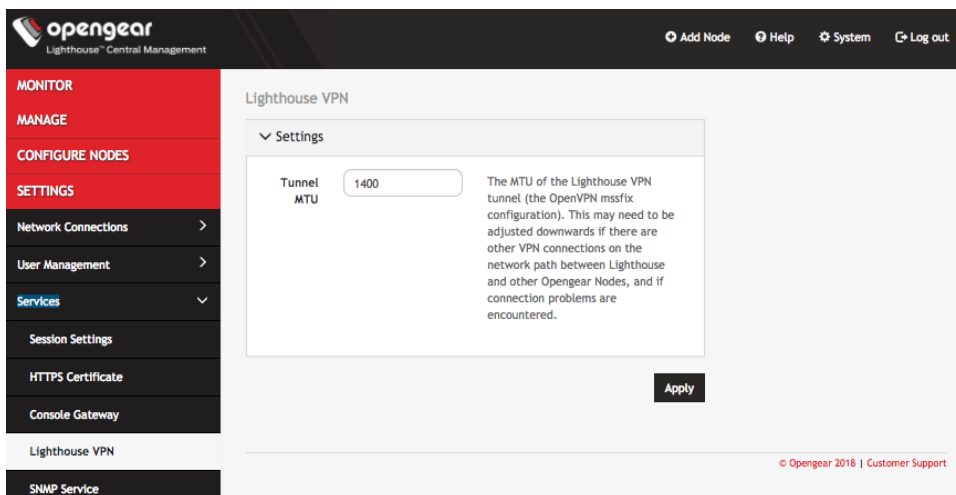 opengear
Lighthouse™ Central Management
Add Node
Help
System
Log out
MONITOR
MANAGE
CONFIGURE NODES
SETTINGS
Network Connections
User Management
Services
Session Settings
HTTPS Certificate
Console Gateway
Lighthouse VPN
SNMP Service
Lighthouse VPN
Settings
Tunnel
MTU
1400
The MTU of the Lighthouse VPN
tunnel (the OpenVPN mssfix
configuration). This may need to be
adjusted downwards if there are
other VPN connections on the
network path between Lighthouse
and other Opengear Nodes, and if
connection problems are
encountered.
Apply
© Opengear 2018 | Customer Support